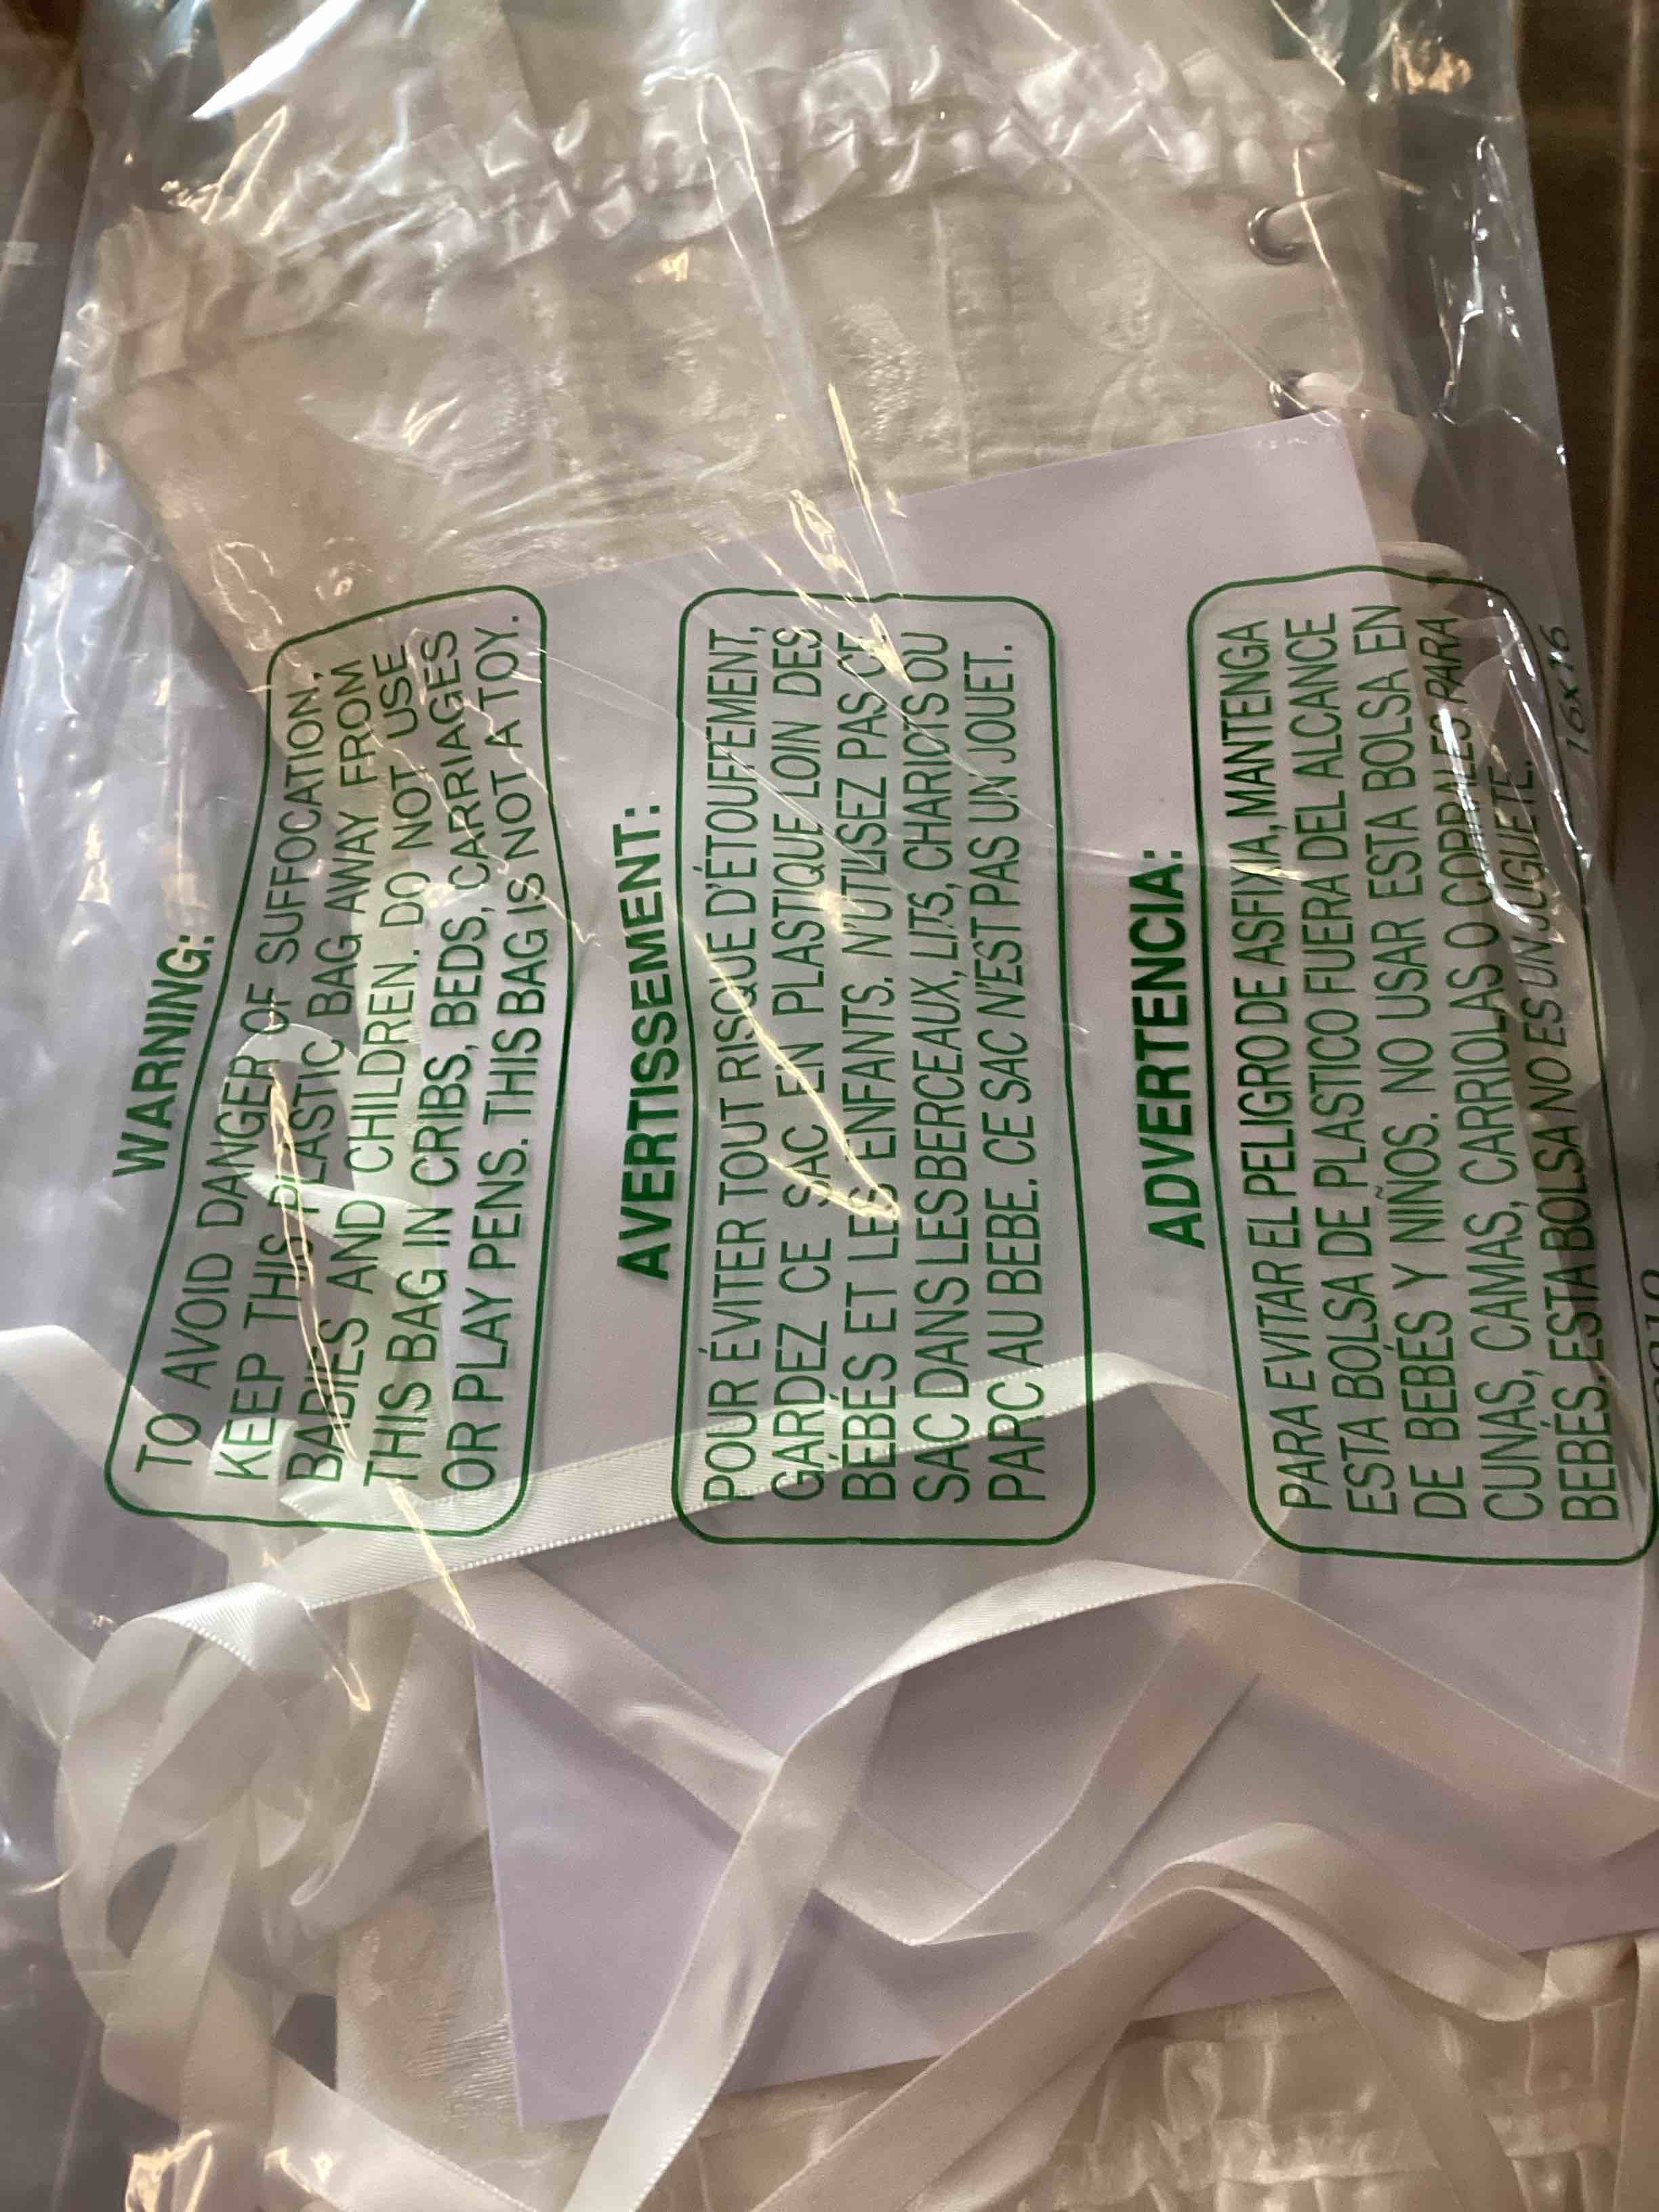 WARNING:
TO AVOID DANGER OF SUFFOCATION,
KEEP THIS PLASTIC BAG AWAY FROM
BABIES AND CHILDREN. DO NOT USE
THIS BAG IN CRIBS, BEDS, CARRIAGES
OR PLAY PENS. THIS BAG IS NOT A TOY.
AVERTISSEMENT:
POUR ÉVITER TOUT RISQUE D'ÉTOUFFEMENT,
GARDEZ CE SAC EN PLASTIQUE LOIN DES
BÉBÉS ET LES ENFANTS. N'UTILISEZ PAS CE
SAC DANS LES BERCEAUX, LITS, CHARIOTS OU
PARC AU BEBE. CE SAC N'EST PAS UN JOUET.
ADVERTENCIA:
PARA EVITAR EL PELIGRO DE ASFIXIA, MANTENGA
ESTA BOLSA DE PLASTICO FUERA DEL ALCANCE
DE BEBÉS Y NIÑOS. NO USAR ESTA BOLSA EN
CUNAS, CAMAS, CARRIOLAS O CORRALES PARA
BEBÉS. ESTA BOLSA NO ES UN JUGUETE.
16x16